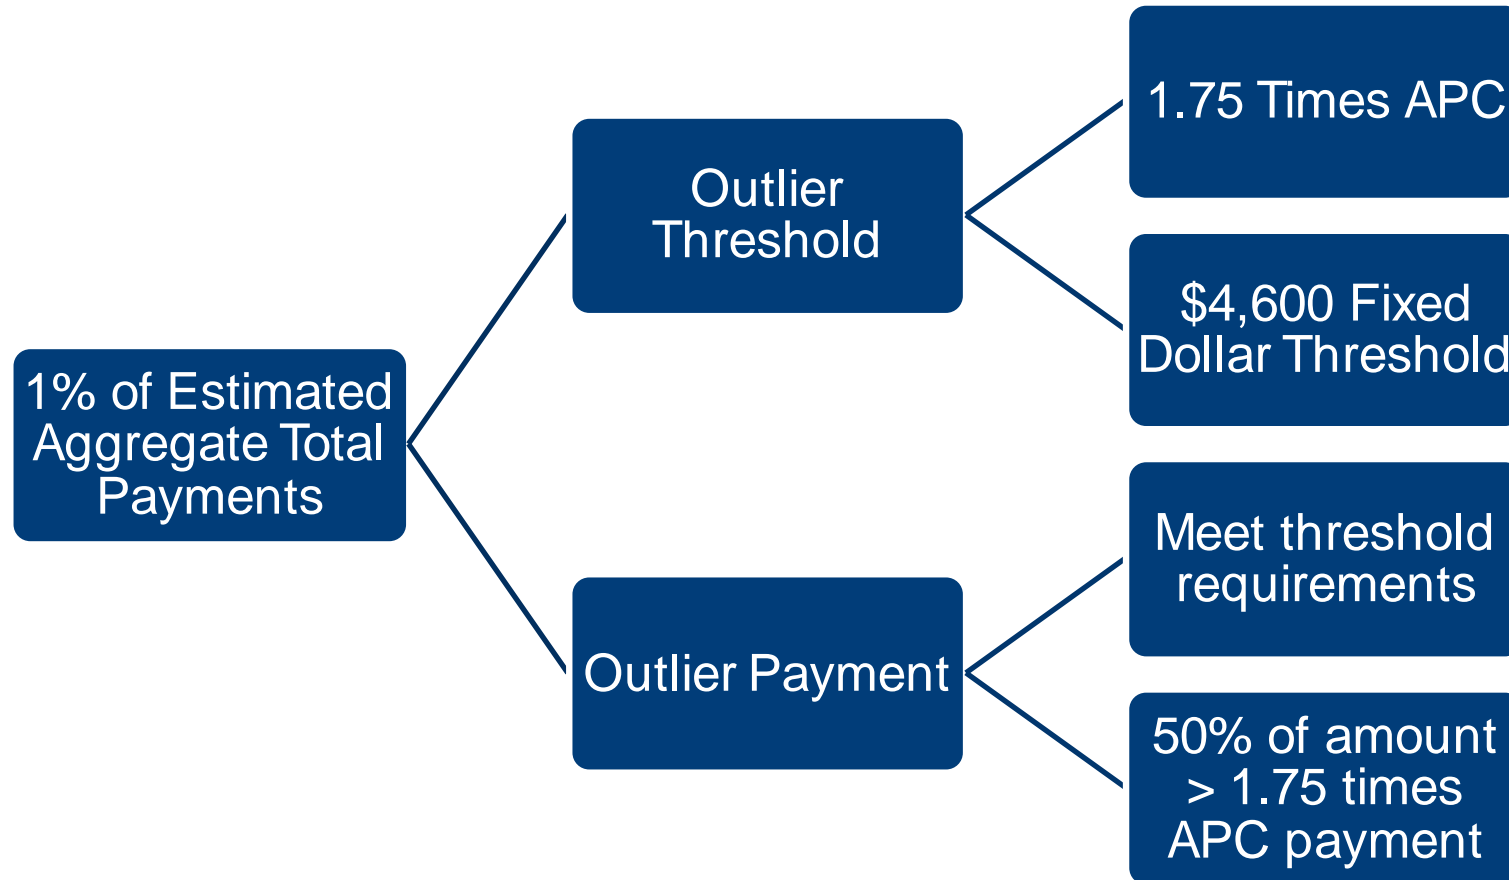 1% of Estimated
Aggregate Total
Payments
Outlier
Threshold
1.75 Times APC
$4,600 Fixed
Dollar Threshold
Outlier Payment
Meet threshold
requirements
50% of amount
> 1.75 times
APC payment